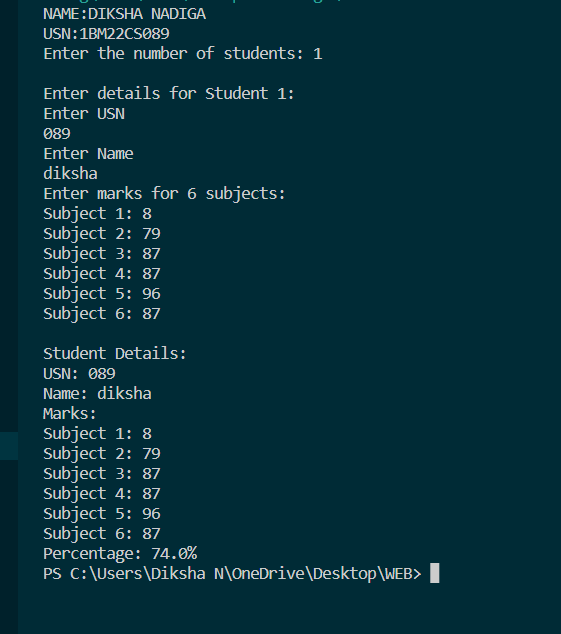 NAME:DIKSHA NADIGA
USN:1BM22CS089
Enter the number of students: 1
Enter details for Student 1:
Enter USN
089
Enter Name
diksha
Enter marks for 6 subjects:
Subject 1: 8
Subject 2: 79
Subject 3: 87
Subject 4: 87
Subject 5: 96
Subject 6: 87
Student Details:
USN: 089
Name: diksha
Marks:
Subject 1: 8
Subject 2: 79
Subject 3: 87
Subject 4: 87
Subject 5: 96
Subject 6: 87
Percentage: 74.0%
PS C:\Users\Diksha N\OneDrive\Desktop\WEB>